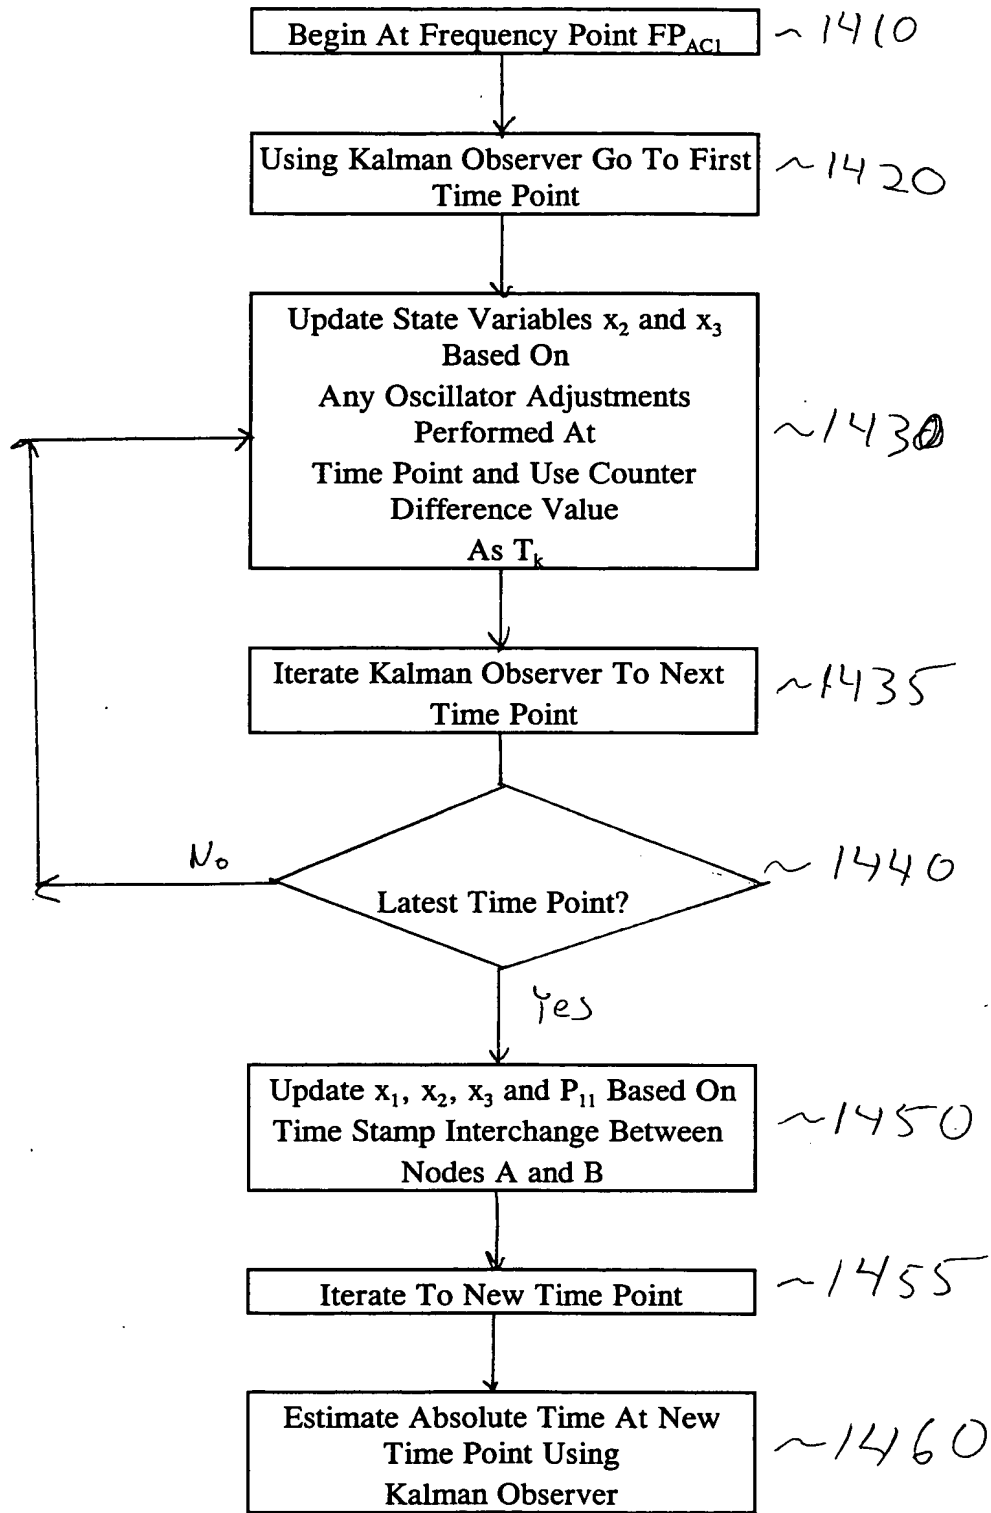 Begin At Frequency Point FP_AC1 ~1410
Using Kalman Observer Go To First ~1420
Time Point
Update State Variables x₂ and x₃
Based On
Any Oscillator Adjustments
Performed At ~1430
Time Point and Use Counter
Difference Value
As Tₖ
Iterate Kalman Observer To Next ~1435
Time Point
No ~1440
Latest Time Point?
Yes
Update x₁, x₂, x₃ and P₁₁ Based On
Time Stamp Interchange Between ~1450
Nodes A and B
Iterate To New Time Point ~1455
Estimate Absolute Time At New
Time Point Using ~1460
Kalman Observer